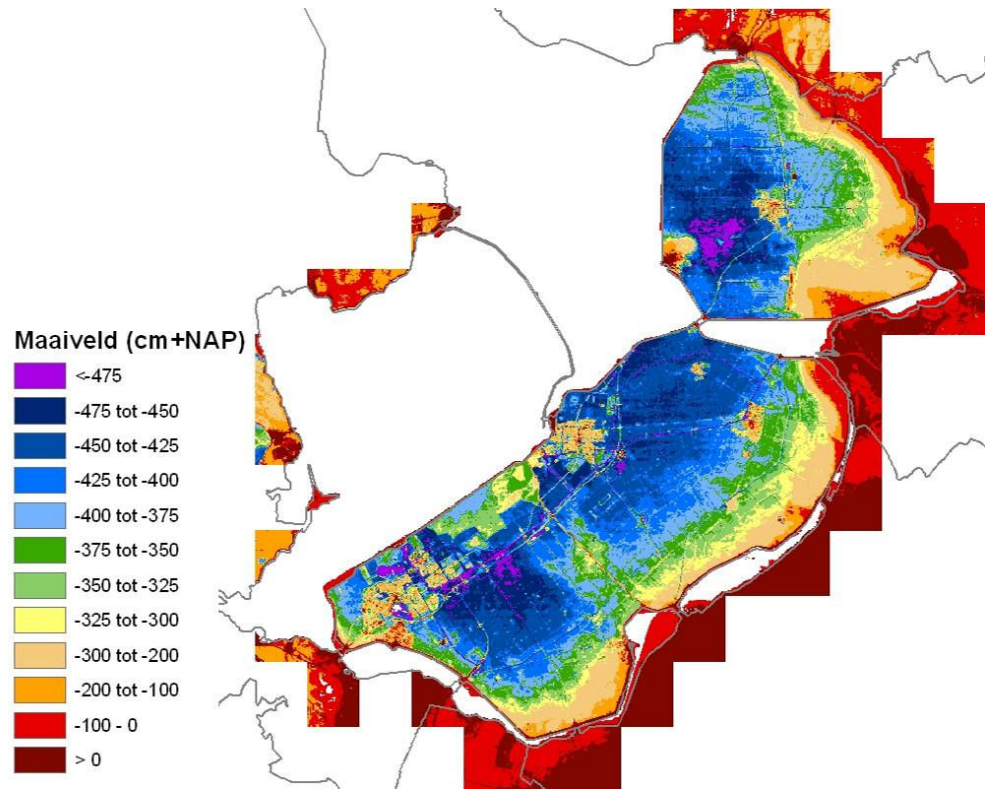 Maaiveld (cm+NAP)
<-475
-475 tot -450
-450 tot -425
-425 tot -400
-400 tot -375
-375 tot -350
-350 tot -325
-325 tot -300
-300 tot -200
-200 tot -100
-100 - 0
> 0